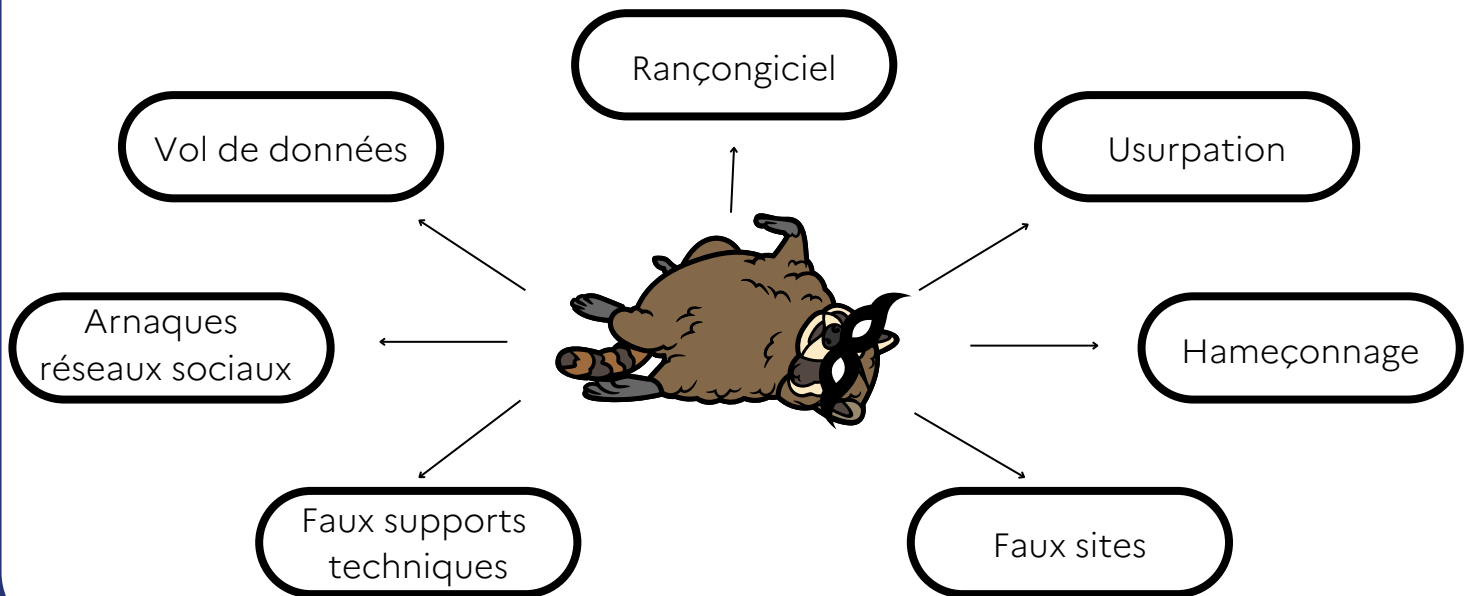 Rançongiciel
Vol de données
Usurpation
Arnaques
réseaux sociaux
Hameçonnage
Faux supports
techniques
Faux sites